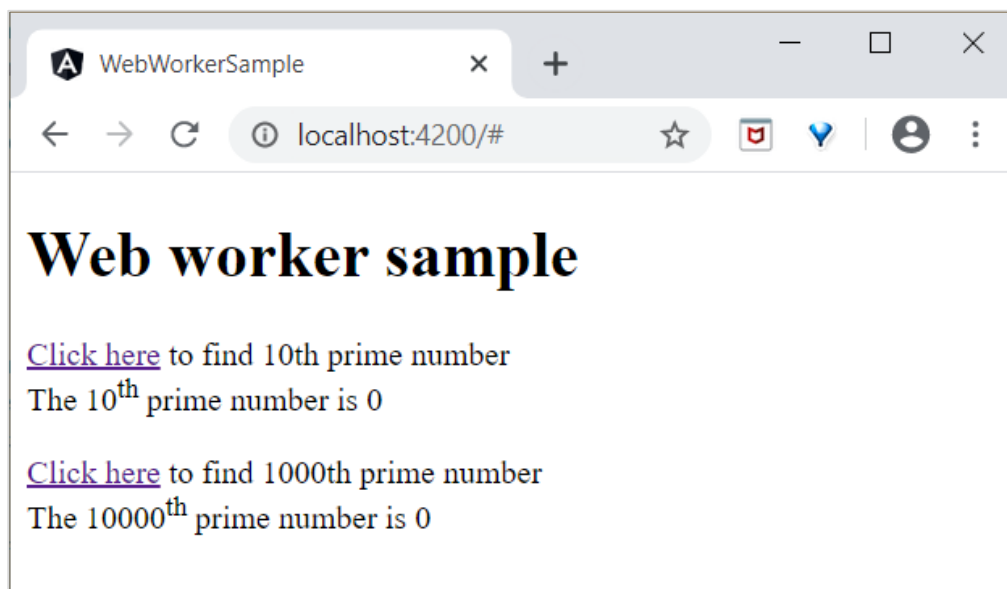 WebWorkerSample
localhost:4200/#
Web worker sample
Click here to find 10th prime number
The 10th prime number is 0
Click here to find 1000th prime number
The 10000th prime number is 0